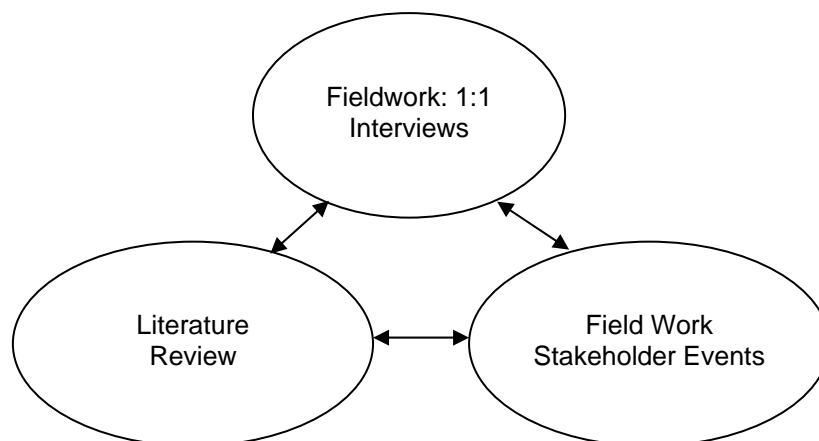 Fieldwork: 1:1
Interviews
Literature
Review
Field Work
Stakeholder Events